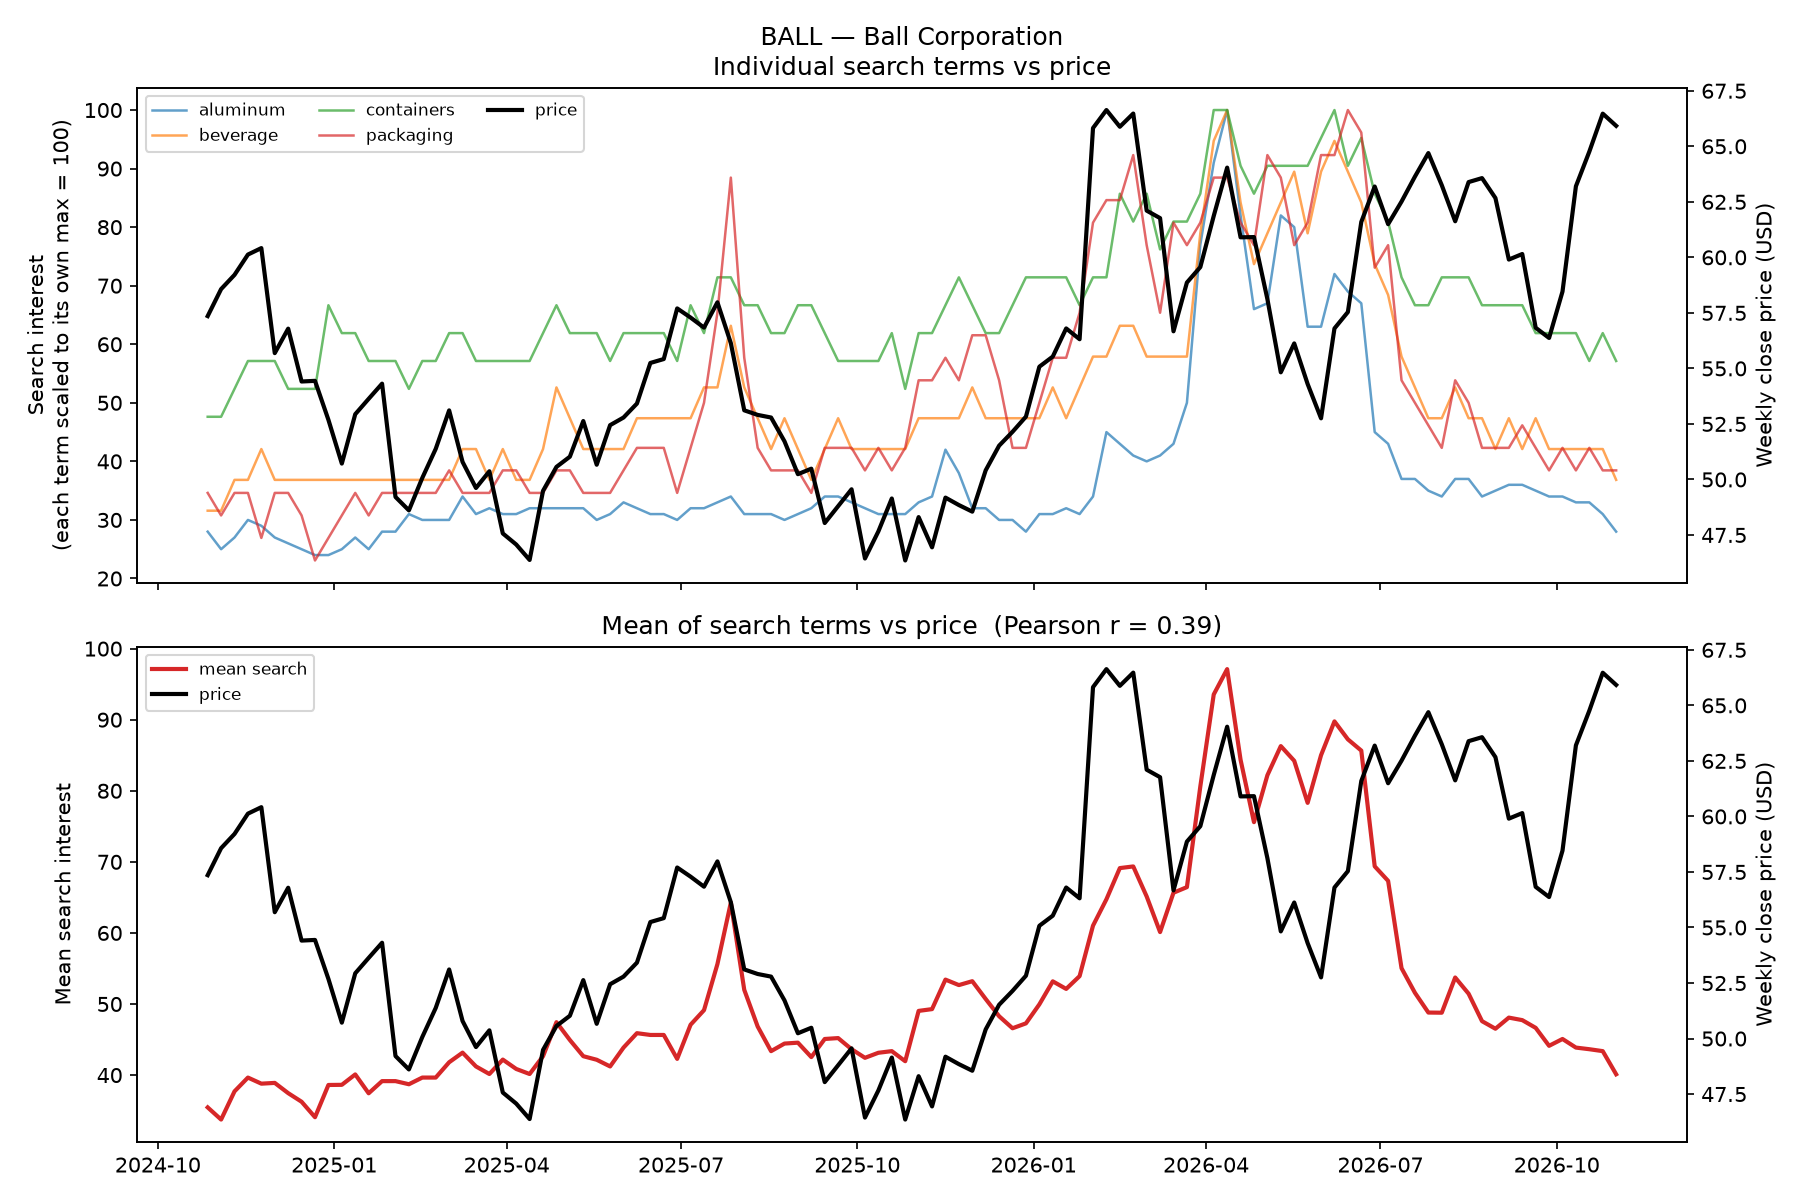 BALL — Ball Corporation
Individual search terms vs price
aluminum
beverage
containers
packaging
price
Search interest
(each term scaled to its own max = 100)
100
90
80
70
60
50
40
30
20
Weekly close price (USD)
67.5
65.0
62.5
60.0
57.5
55.0
52.5
50.0
47.5
Mean of search terms vs price  (Pearson r = 0.39)
mean search
price
Mean search interest
100
90
80
70
60
50
40
Weekly close price (USD)
67.5
65.0
62.5
60.0
57.5
55.0
52.5
50.0
47.5
2024-10
2025-01
2025-04
2025-07
2025-10
2026-01
2026-04
2026-07
2026-10